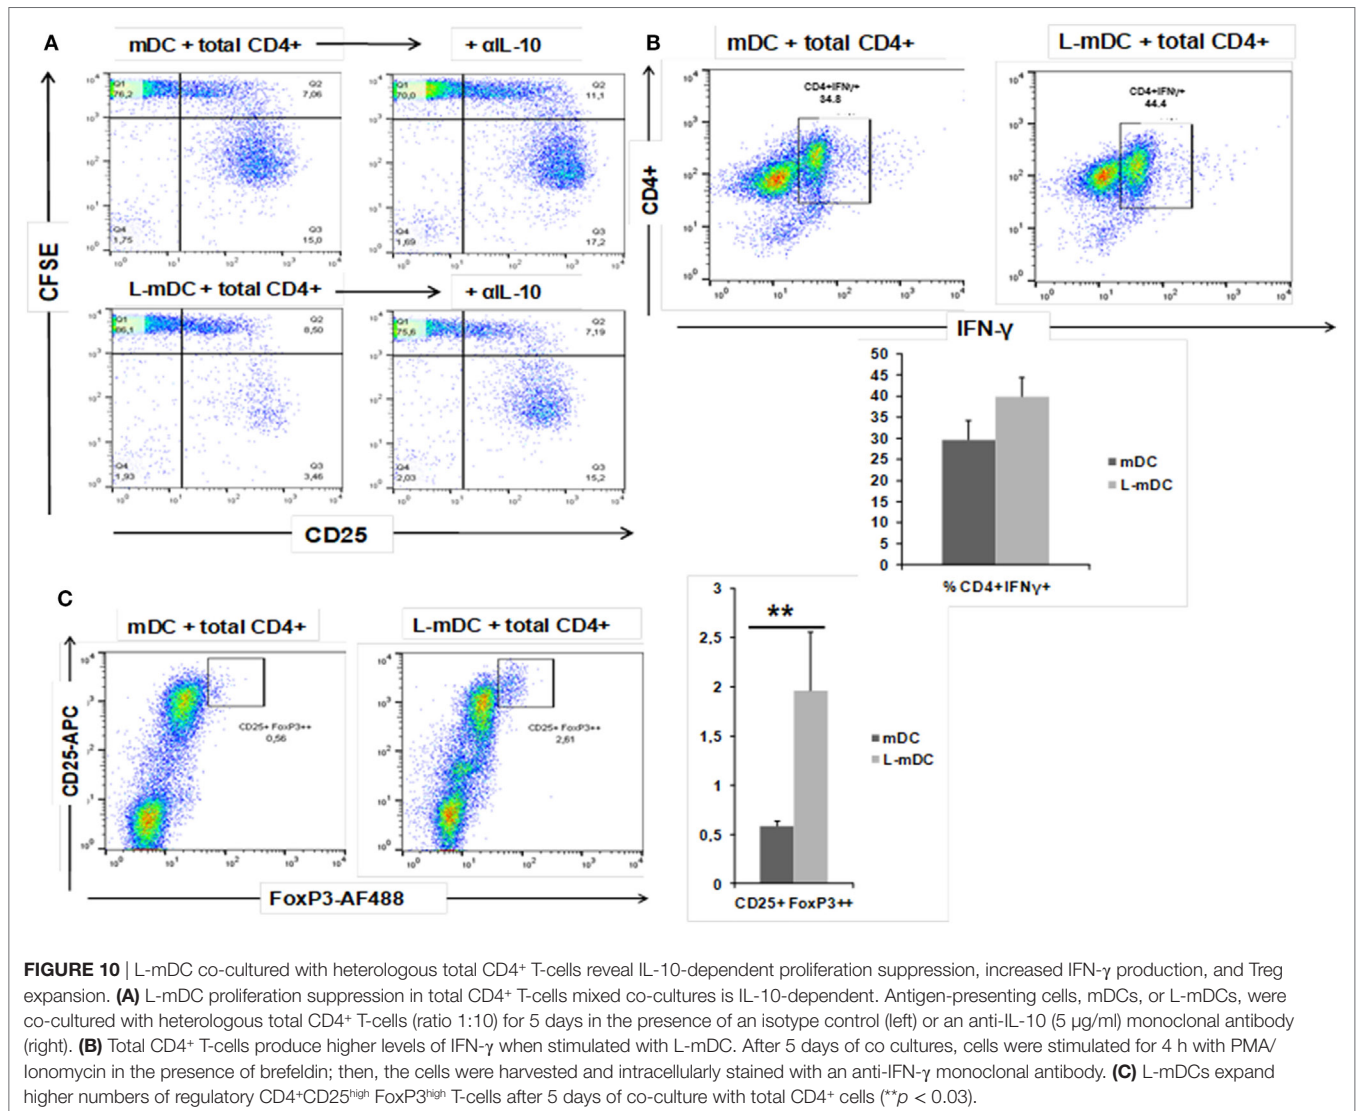 A
mDC + total CD4+
+ αIL-10
Q1
76,2
Q2
7,06
Q4
1,75
Q3
15,0
Q1
70,0
Q2
11,1
Q4
1,69
Q3
17,2
CFSE
L-mDC + total CD4+
+ αIL-10
Q1
86,1
Q2
8,50
Q4
1,93
Q3
3,46
Q1
75,6
Q2
7,19
Q4
2,03
Q3
15,2
CD25
B
mDC + total CD4+
L-mDC + total CD4+
CD4+IFNγ+
34.8
CD4+IFNγ+
44.4
CD4+
IFN-γ
50
45
40
35
30
25
20
15
10
5
0
mDC
L-mDC
% CD4+IFNγ+
C
mDC + total CD4+
L-mDC + total CD4+
CD25+ FoxP3++
0,56
CD25+ FoxP3++
2,61
CD25-APC
FoxP3-AF488
3
2,5
2
1,5
1
0,5
0
**
mDC
L-mDC
CD25+ FoxP3++
FIGURE 10 | L-mDC co-cultured with heterologous total CD4+ T-cells reveal IL-10-dependent proliferation suppression, increased IFN-γ production, and Treg
expansion. (A) L-mDC proliferation suppression in total CD4+ T-cells mixed co-cultures is IL-10-dependent. Antigen-presenting cells, mDCs, or L-mDCs, were
co-cultured with heterologous total CD4+ T-cells (ratio 1:10) for 5 days in the presence of an isotype control (left) or an anti-IL-10 (5 µg/ml) monoclonal antibody
(right). (B) Total CD4+ T-cells produce higher levels of IFN-γ when stimulated with L-mDC. After 5 days of co cultures, cells were stimulated for 4 h with PMA/
Ionomycin in the presence of brefeldin; then, the cells were harvested and intracellularly stained with an anti-IFN-γ monoclonal antibody. (C) L-mDCs expand
higher numbers of regulatory CD4+CD25high FoxP3high T-cells after 5 days of co-culture with total CD4+ cells (**p < 0.03).